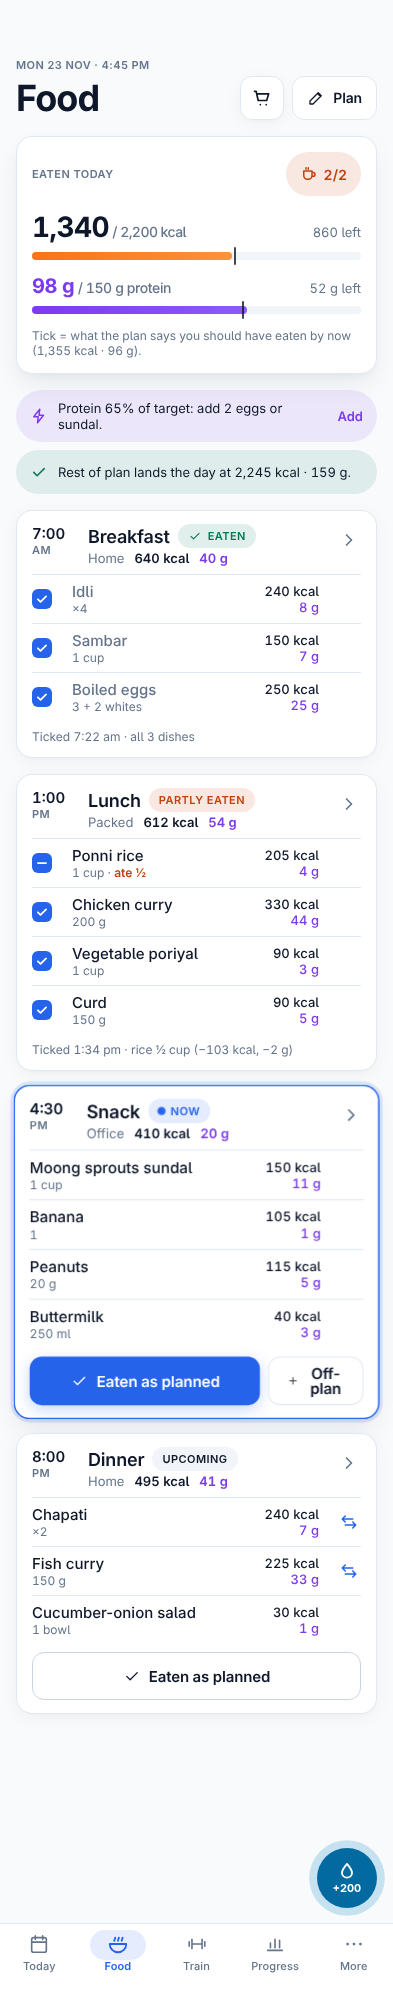 MON 23 NOV · 4:45 PM
Food
Plan
EATEN TODAY
2/2
1,340 / 2,200 kcal
860 left
98 g / 150 g protein
52 g left
Tick = what the plan says you should have eaten by now
(1,355 kcal · 96 g).
Protein 65% of target: add 2 eggs or
sundal.
Add
Rest of plan lands the day at 2,245 kcal · 159 g.
7:00
AM
Breakfast
EATEN
Home 640 kcal 40 g
Idli
×4
240 kcal
8 g
Sambar
1 cup
150 kcal
7 g
Boiled eggs
3 + 2 whites
250 kcal
25 g
Ticked 7:22 am · all 3 dishes
1:00
PM
Lunch
PARTLY EATEN
Packed 612 kcal 54 g
Ponni rice
1 cup · ate ½
205 kcal
4 g
Chicken curry
200 g
330 kcal
44 g
Vegetable poriyal
1 cup
90 kcal
3 g
Curd
150 g
90 kcal
5 g
Ticked 1:34 pm · rice ½ cup (−103 kcal, −2 g)
4:30
PM
Snack
NOW
Office 410 kcal 20 g
Moong sprouts sundal
1 cup
150 kcal
11 g
Banana
1
105 kcal
1 g
Peanuts
20 g
115 kcal
5 g
Buttermilk
250 ml
40 kcal
3 g
Eaten as planned
+ Off-
plan
8:00
PM
Dinner
UPCOMING
Home 495 kcal 41 g
Chapati
×2
240 kcal
7 g
Fish curry
150 g
225 kcal
33 g
Cucumber-onion salad
1 bowl
30 kcal
1 g
Eaten as planned
+200
Today
Food
Train
Progress
More